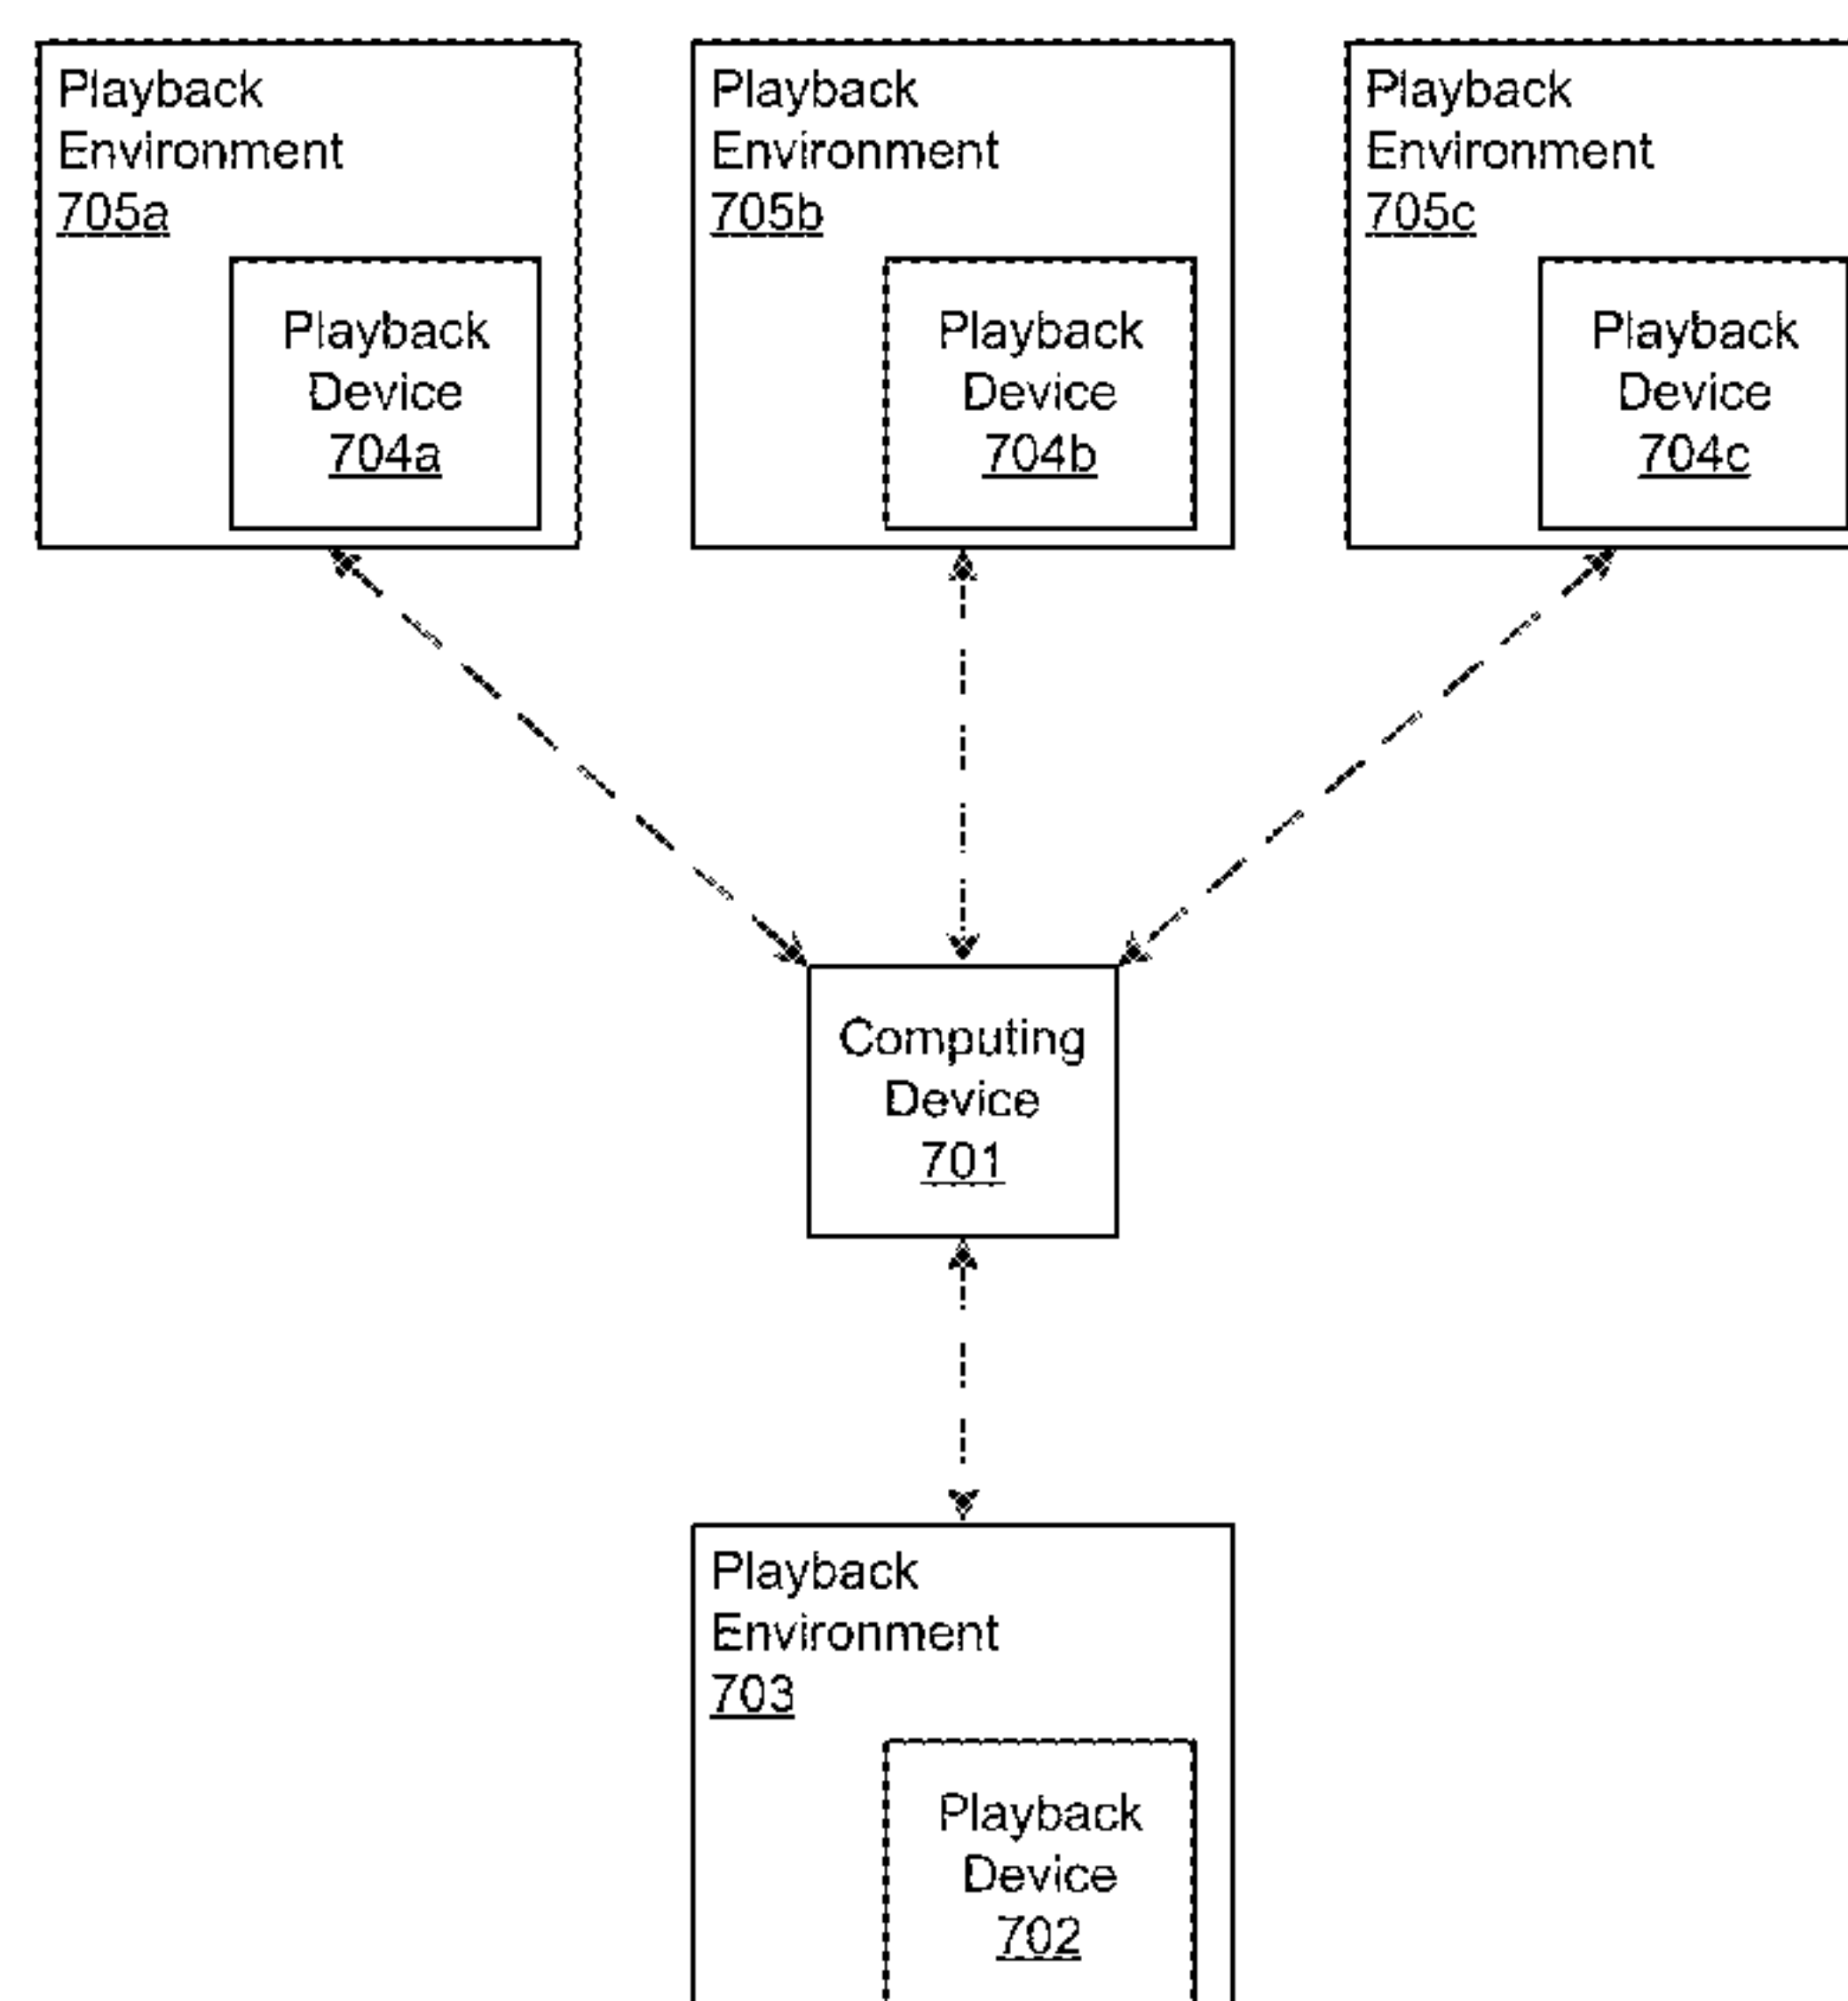 Playback
Environment
705a
Playback
Device
704a
Playback
Environment
705b
Playback
Device
704b
Playback
Environment
705c
Playback
Device
704c
Computing
Device
701
Playback
Environment
703
Playback
Device
702